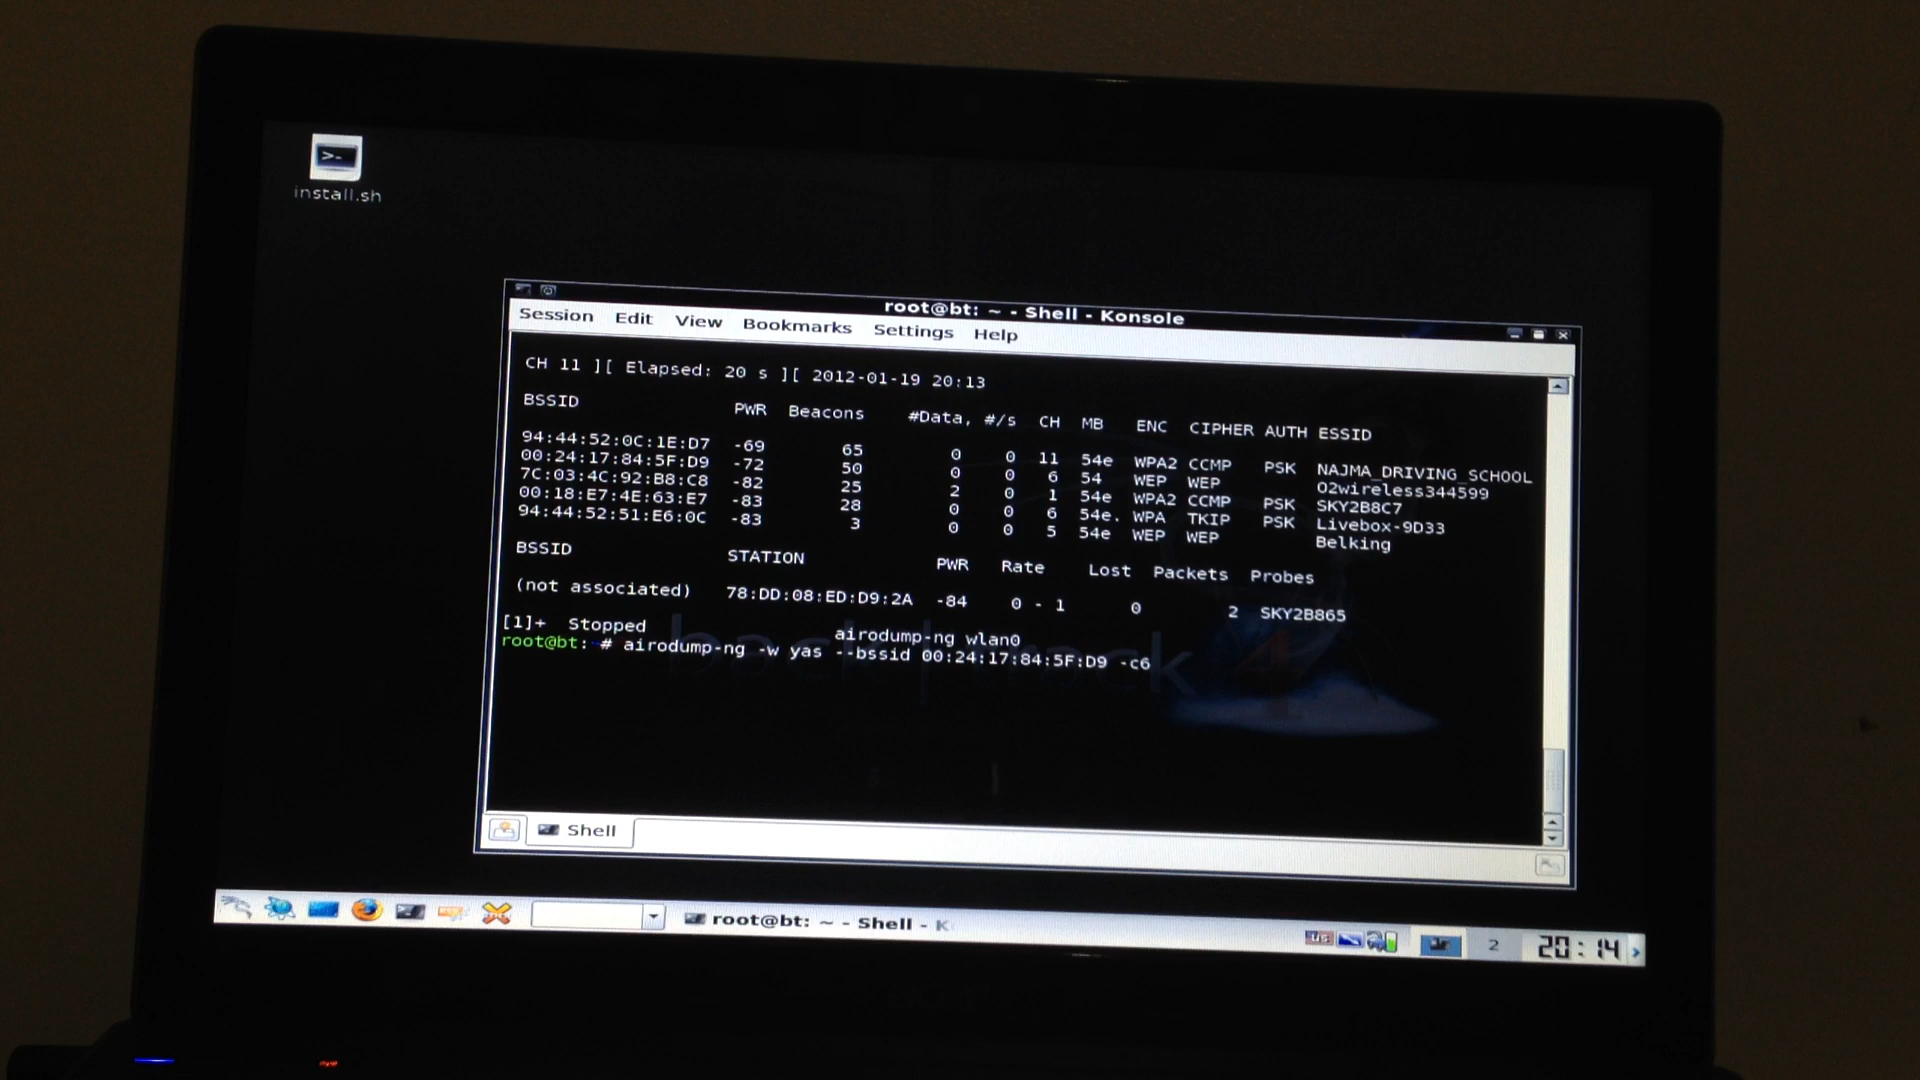 install.sh
root@bt: ~ - Shell - Konsole
Session Edit View Bookmarks Settings Help
CH 11 ][ Elapsed: 20 s ][ 2012-01-19 20:13
BSSID PWR Beacons #Data, #/s CH MB ENC CIPHER AUTH ESSID
94:44:52:0C:1E:D7 -69 65 0 0 11 54e WPA2 CCMP PSK NAJMA_DRIVING_SCHOOL
00:24:17:84:5F:D9 -72 50 0 0 6 54 WEP WEP O2wireless344599
7C:03:4C:92:B8:C8 -82 25 2 0 1 54e WPA2 CCMP PSK SKY2B8C7
00:18:E7:4E:63:E7 -83 28 0 0 6 54e. WPA TKIP PSK Livebox-9D33
94:44:52:51:E6:0C -83 3 0 0 5 54e WEP WEP Belking
BSSID STATION PWR Rate Lost Packets Probes
(not associated) 78:DD:08:ED:D9:2A -84 0 - 1 0 2 SKY2B865
[1]+ Stopped airodump-ng wlan0
root@bt:~# airodump-ng -w yas --bssid 00:24:17:84:5F:D9 -c6
back | track 4
Shell
root@bt: ~ - Shell - K
us
2
20:14